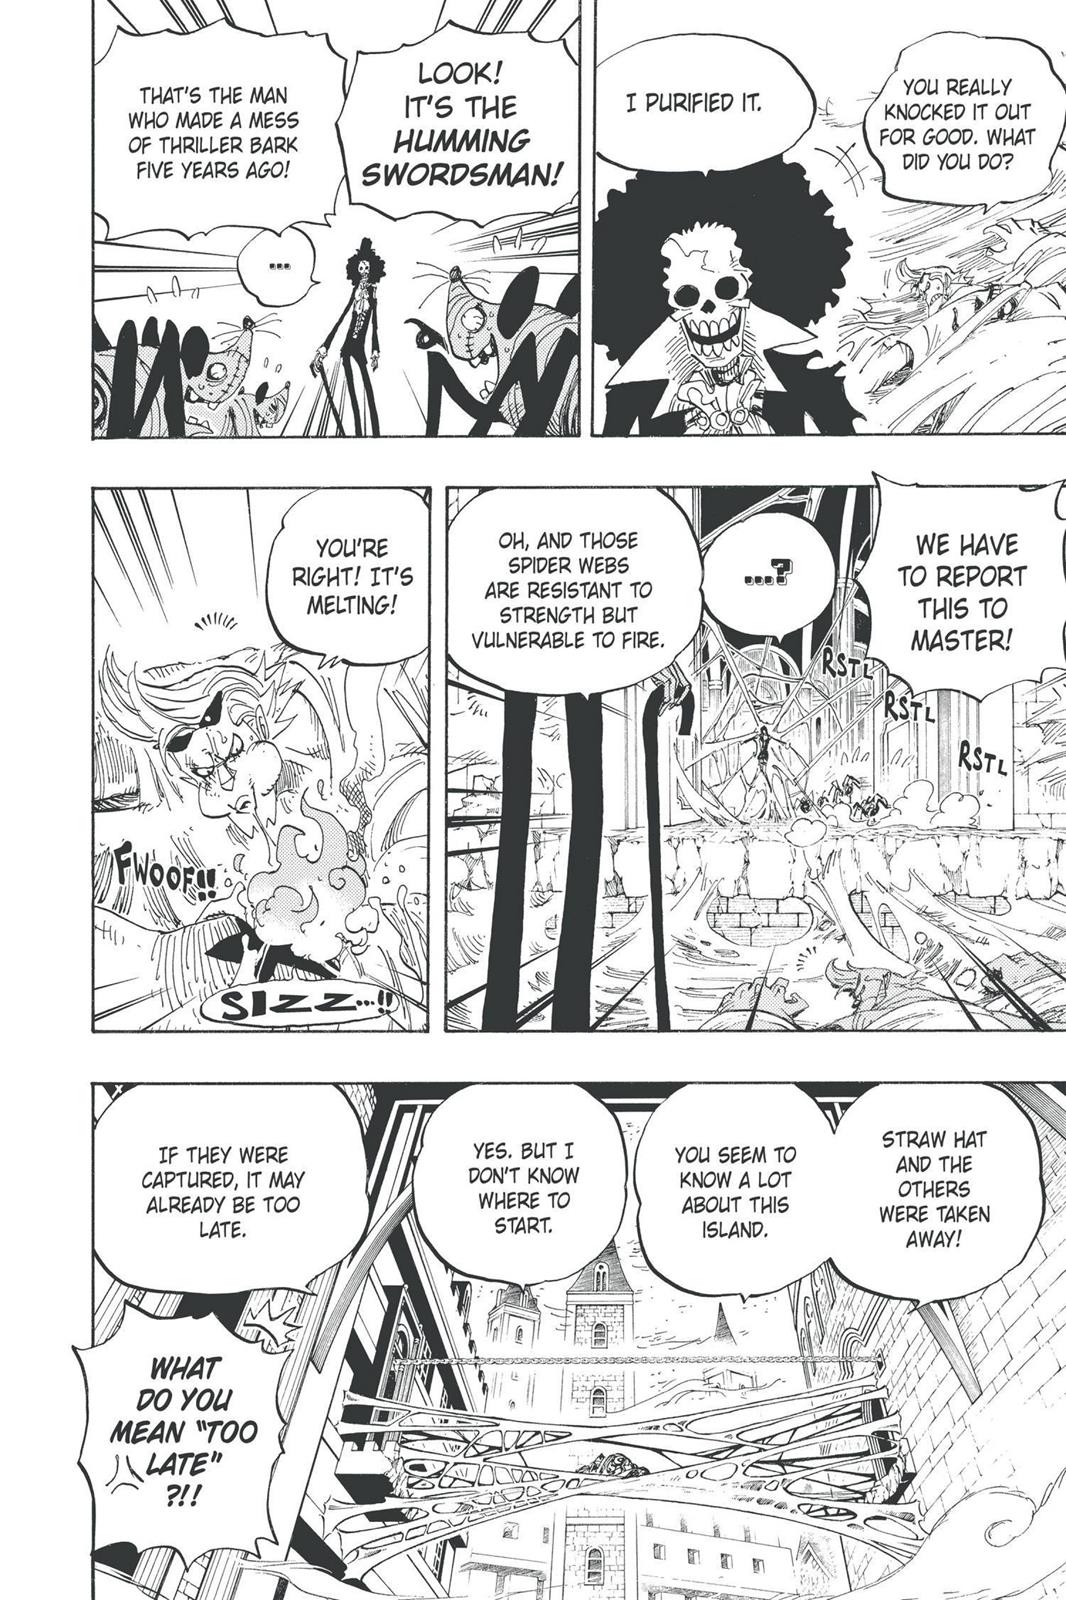 YOU REALLY
KNOCKED IT OUT
FOR GOOD. WHAT
DID YOU DO?
I PURIFIED IT.
LOOK!
IT'S THE
HUMMING
SWORDSMAN!
THAT'S THE MAN
WHO MADE A MESS
OF THRILLER BARK
FIVE YEARS AGO!
...
WE HAVE
TO REPORT
THIS TO
MASTER!
...?
RSTL
RSTL
RSTL
OH, AND THOSE
SPIDER WEBS
ARE RESISTANT TO
STRENGTH BUT
VULNERABLE TO FIRE.
YOU'RE
RIGHT! IT'S
MELTING!
FWOOF!!
SIZZ...!!
STRAW HAT
AND THE
OTHERS
WERE TAKEN
AWAY!
YOU SEEM TO
KNOW A LOT
ABOUT THIS
ISLAND.
YES. BUT I
DON'T KNOW
WHERE TO
START.
IF THEY WERE
CAPTURED, IT MAY
ALREADY BE TOO
LATE.
WHAT
DO YOU
MEAN "TOO
LATE"
?!!